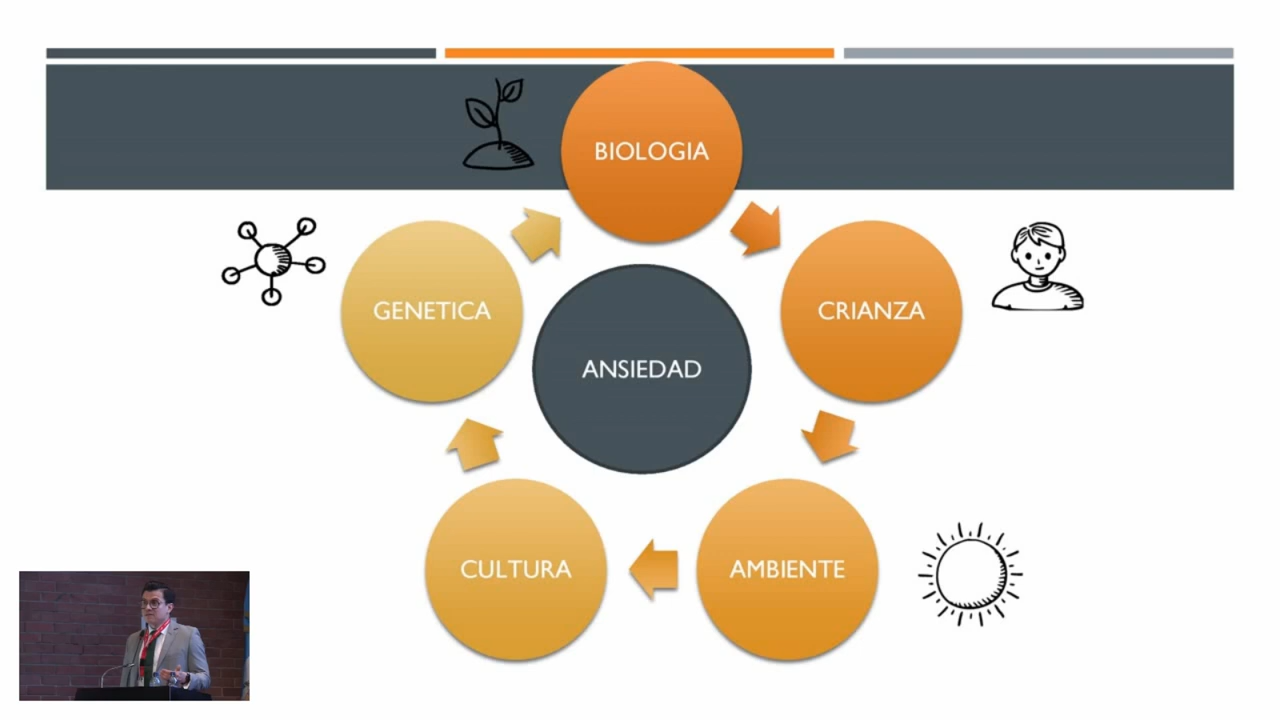 BIOLOGIA
GENETICA
CRIANZA
ANSIEDAD
CULTURA
AMBIENTE